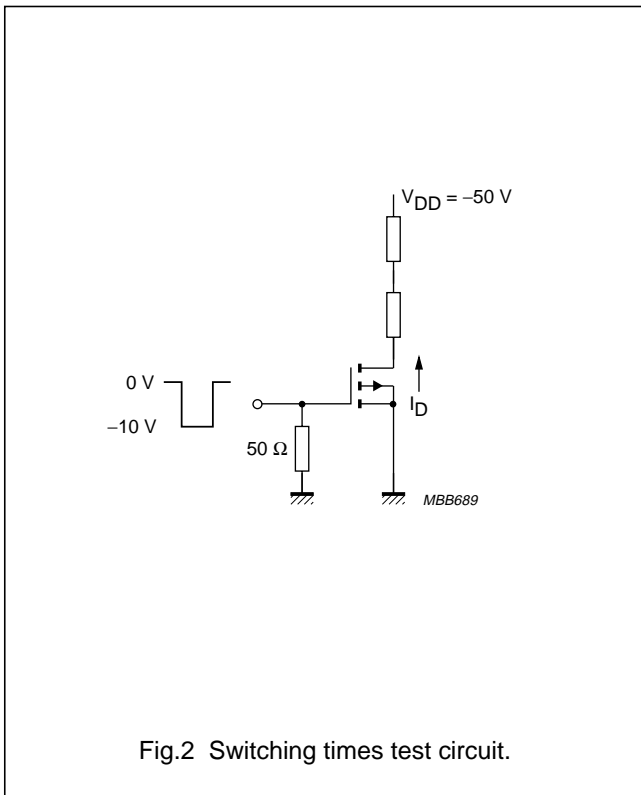 V_DD = −50 V
0 V
−10 V
50 Ω
I_D
MBB689
Fig.2 Switching times test circuit.